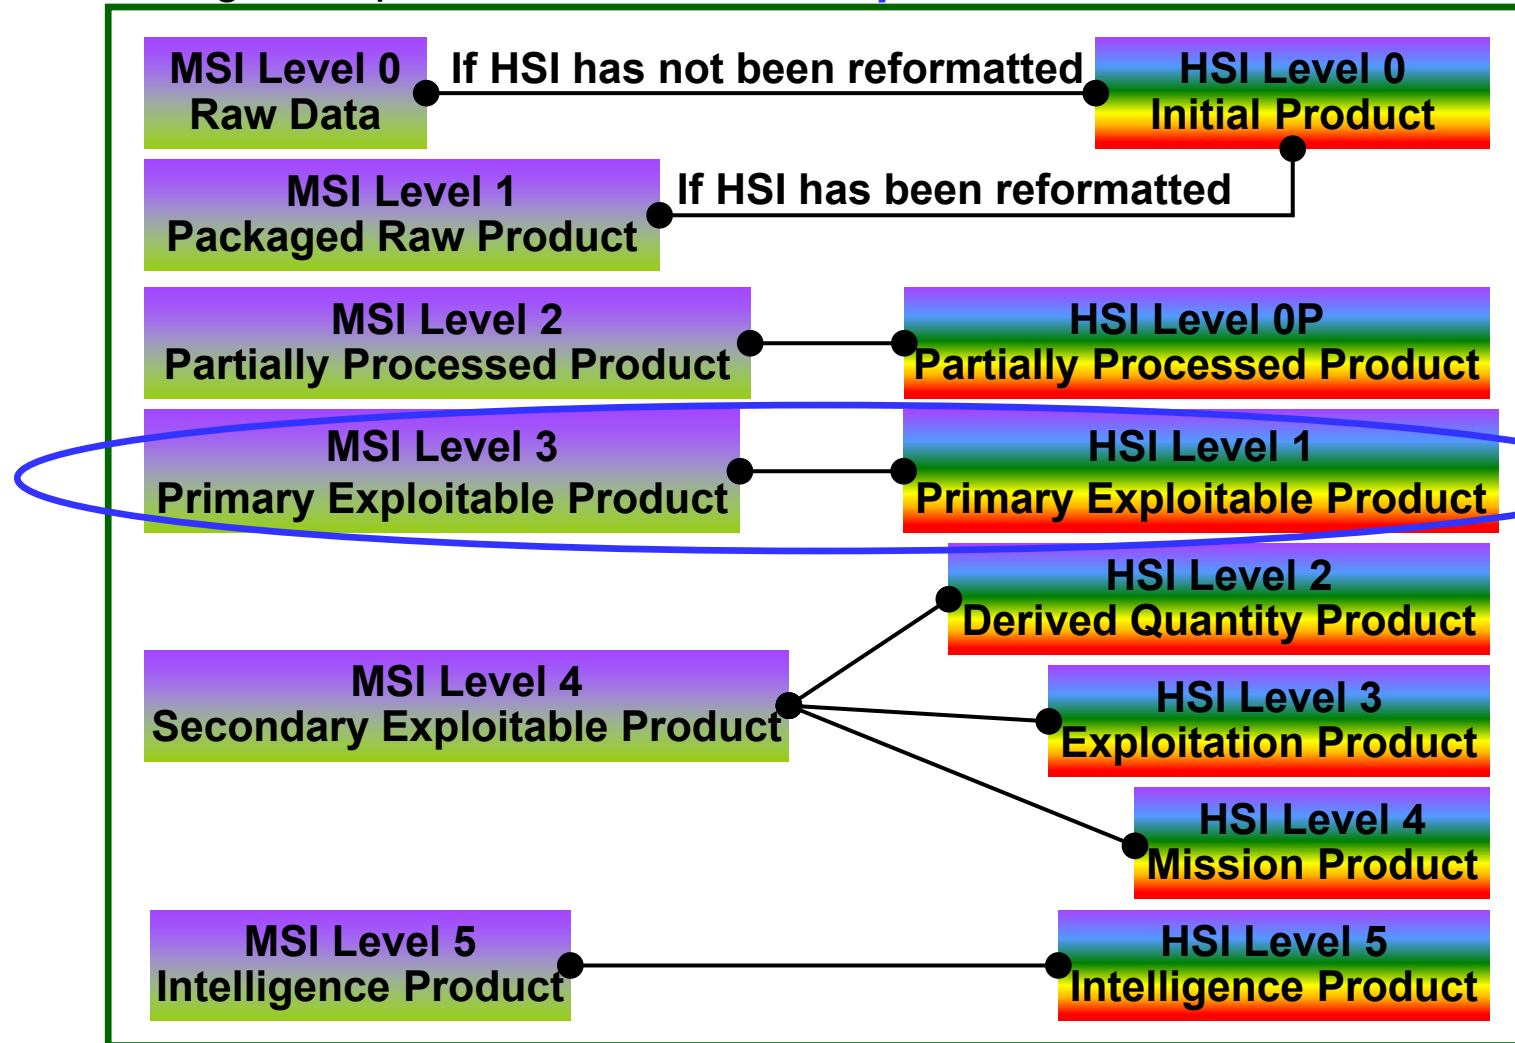 MSI Level 0
Raw Data
If HSI has not been reformatted
HSI Level 0
Initial Product
MSI Level 1
Packaged Raw Product
If HSI has been reformatted
MSI Level 2
Partially Processed Product
HSI Level 0P
Partially Processed Product
MSI Level 3
Primary Exploitable Product
HSI Level 1
Primary Exploitable Product
HSI Level 2
Derived Quantity Product
MSI Level 4
Secondary Exploitable Product
HSI Level 3
Exploitation Product
HSI Level 4
Mission Product
MSI Level 5
Intelligence Product
HSI Level 5
Intelligence Product